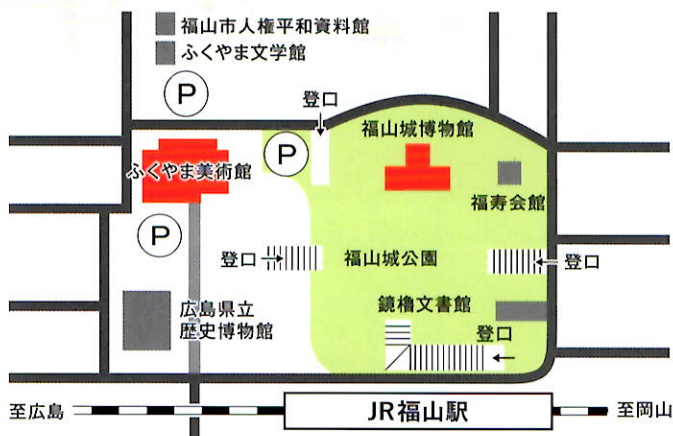 福山市人権平和資料館
ふくやま文学館
P
登口
福山城博物館
P
ふくやま美術館
福寿会館
P
登口
福山城公園
登口
広島県立
歴史博物館
鏡櫓文書館
登口
至広島
JR福山駅
至岡山